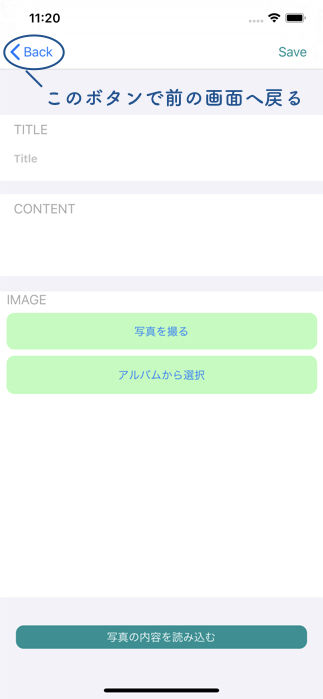 11:20
Back
Save
このボタンで前の画面へ戻る
TITLE
Title
CONTENT
IMAGE
写真を撮る
アルバムから選択
写真の内容を読み込む